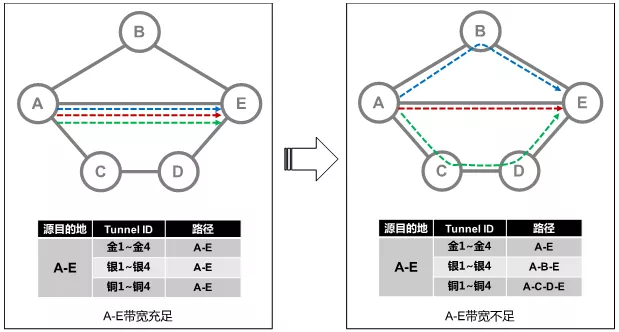 B
A
E
C
D
源目的地 Tunnel ID 路径
A-E
金1~金4 A-E
银1~银4 A-E
铜1~铜4 A-E
A-E带宽充足
B
A
E
C
D
源目的地 Tunnel ID 路径
A-E
金1~金4 A-E
银1~银4 A-B-E
铜1~铜4 A-C-D-E
A-E带宽不足